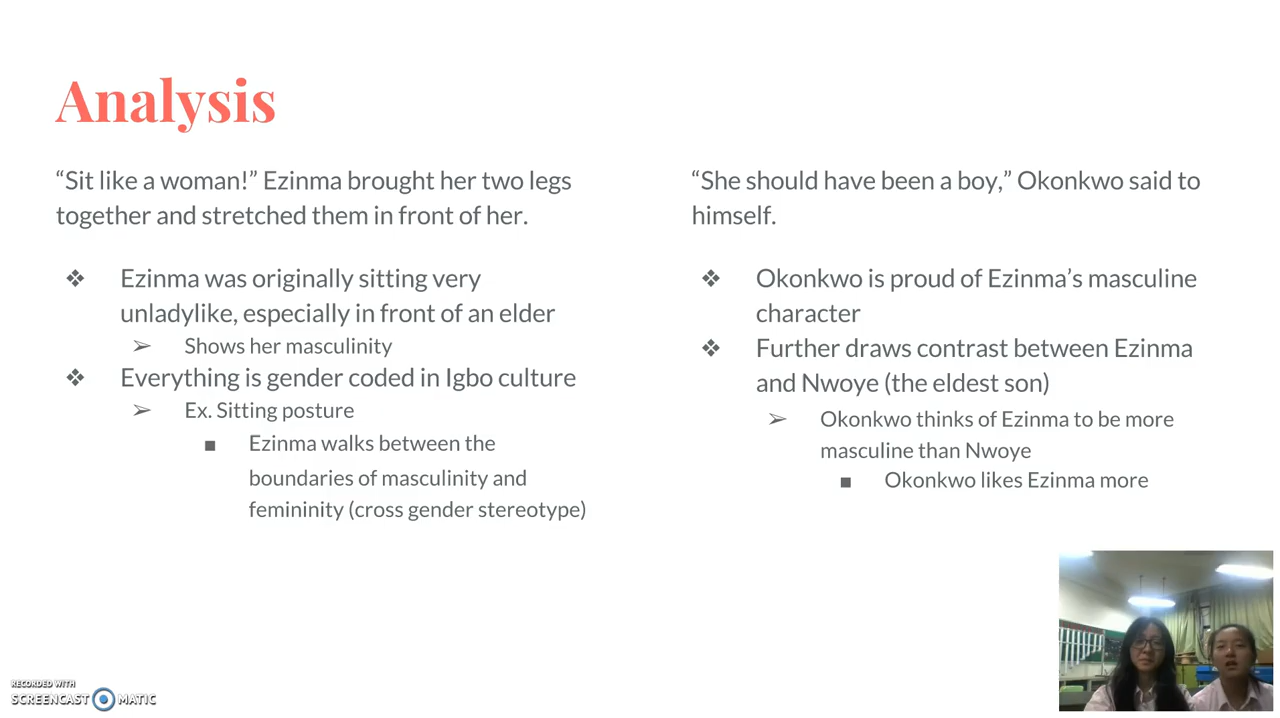 Analysis
“Sit like a woman!” Ezinma brought her two legs
together and stretched them in front of her.
❖ Ezinma was originally sitting very
unladylike, especially in front of an elder
➢ Shows her masculinity
❖ Everything is gender coded in Igbo culture
➢ Ex. Sitting posture
■ Ezinma walks between the
boundaries of masculinity and
femininity (cross gender stereotype)
“She should have been a boy,” Okonkwo said to
himself.
❖ Okonkwo is proud of Ezinma’s masculine
character
❖ Further draws contrast between Ezinma
and Nwoye (the eldest son)
➢ Okonkwo thinks of Ezinma to be more
masculine than Nwoye
■ Okonkwo likes Ezinma more
RECORDED WITH
SCREENCAST MATIC